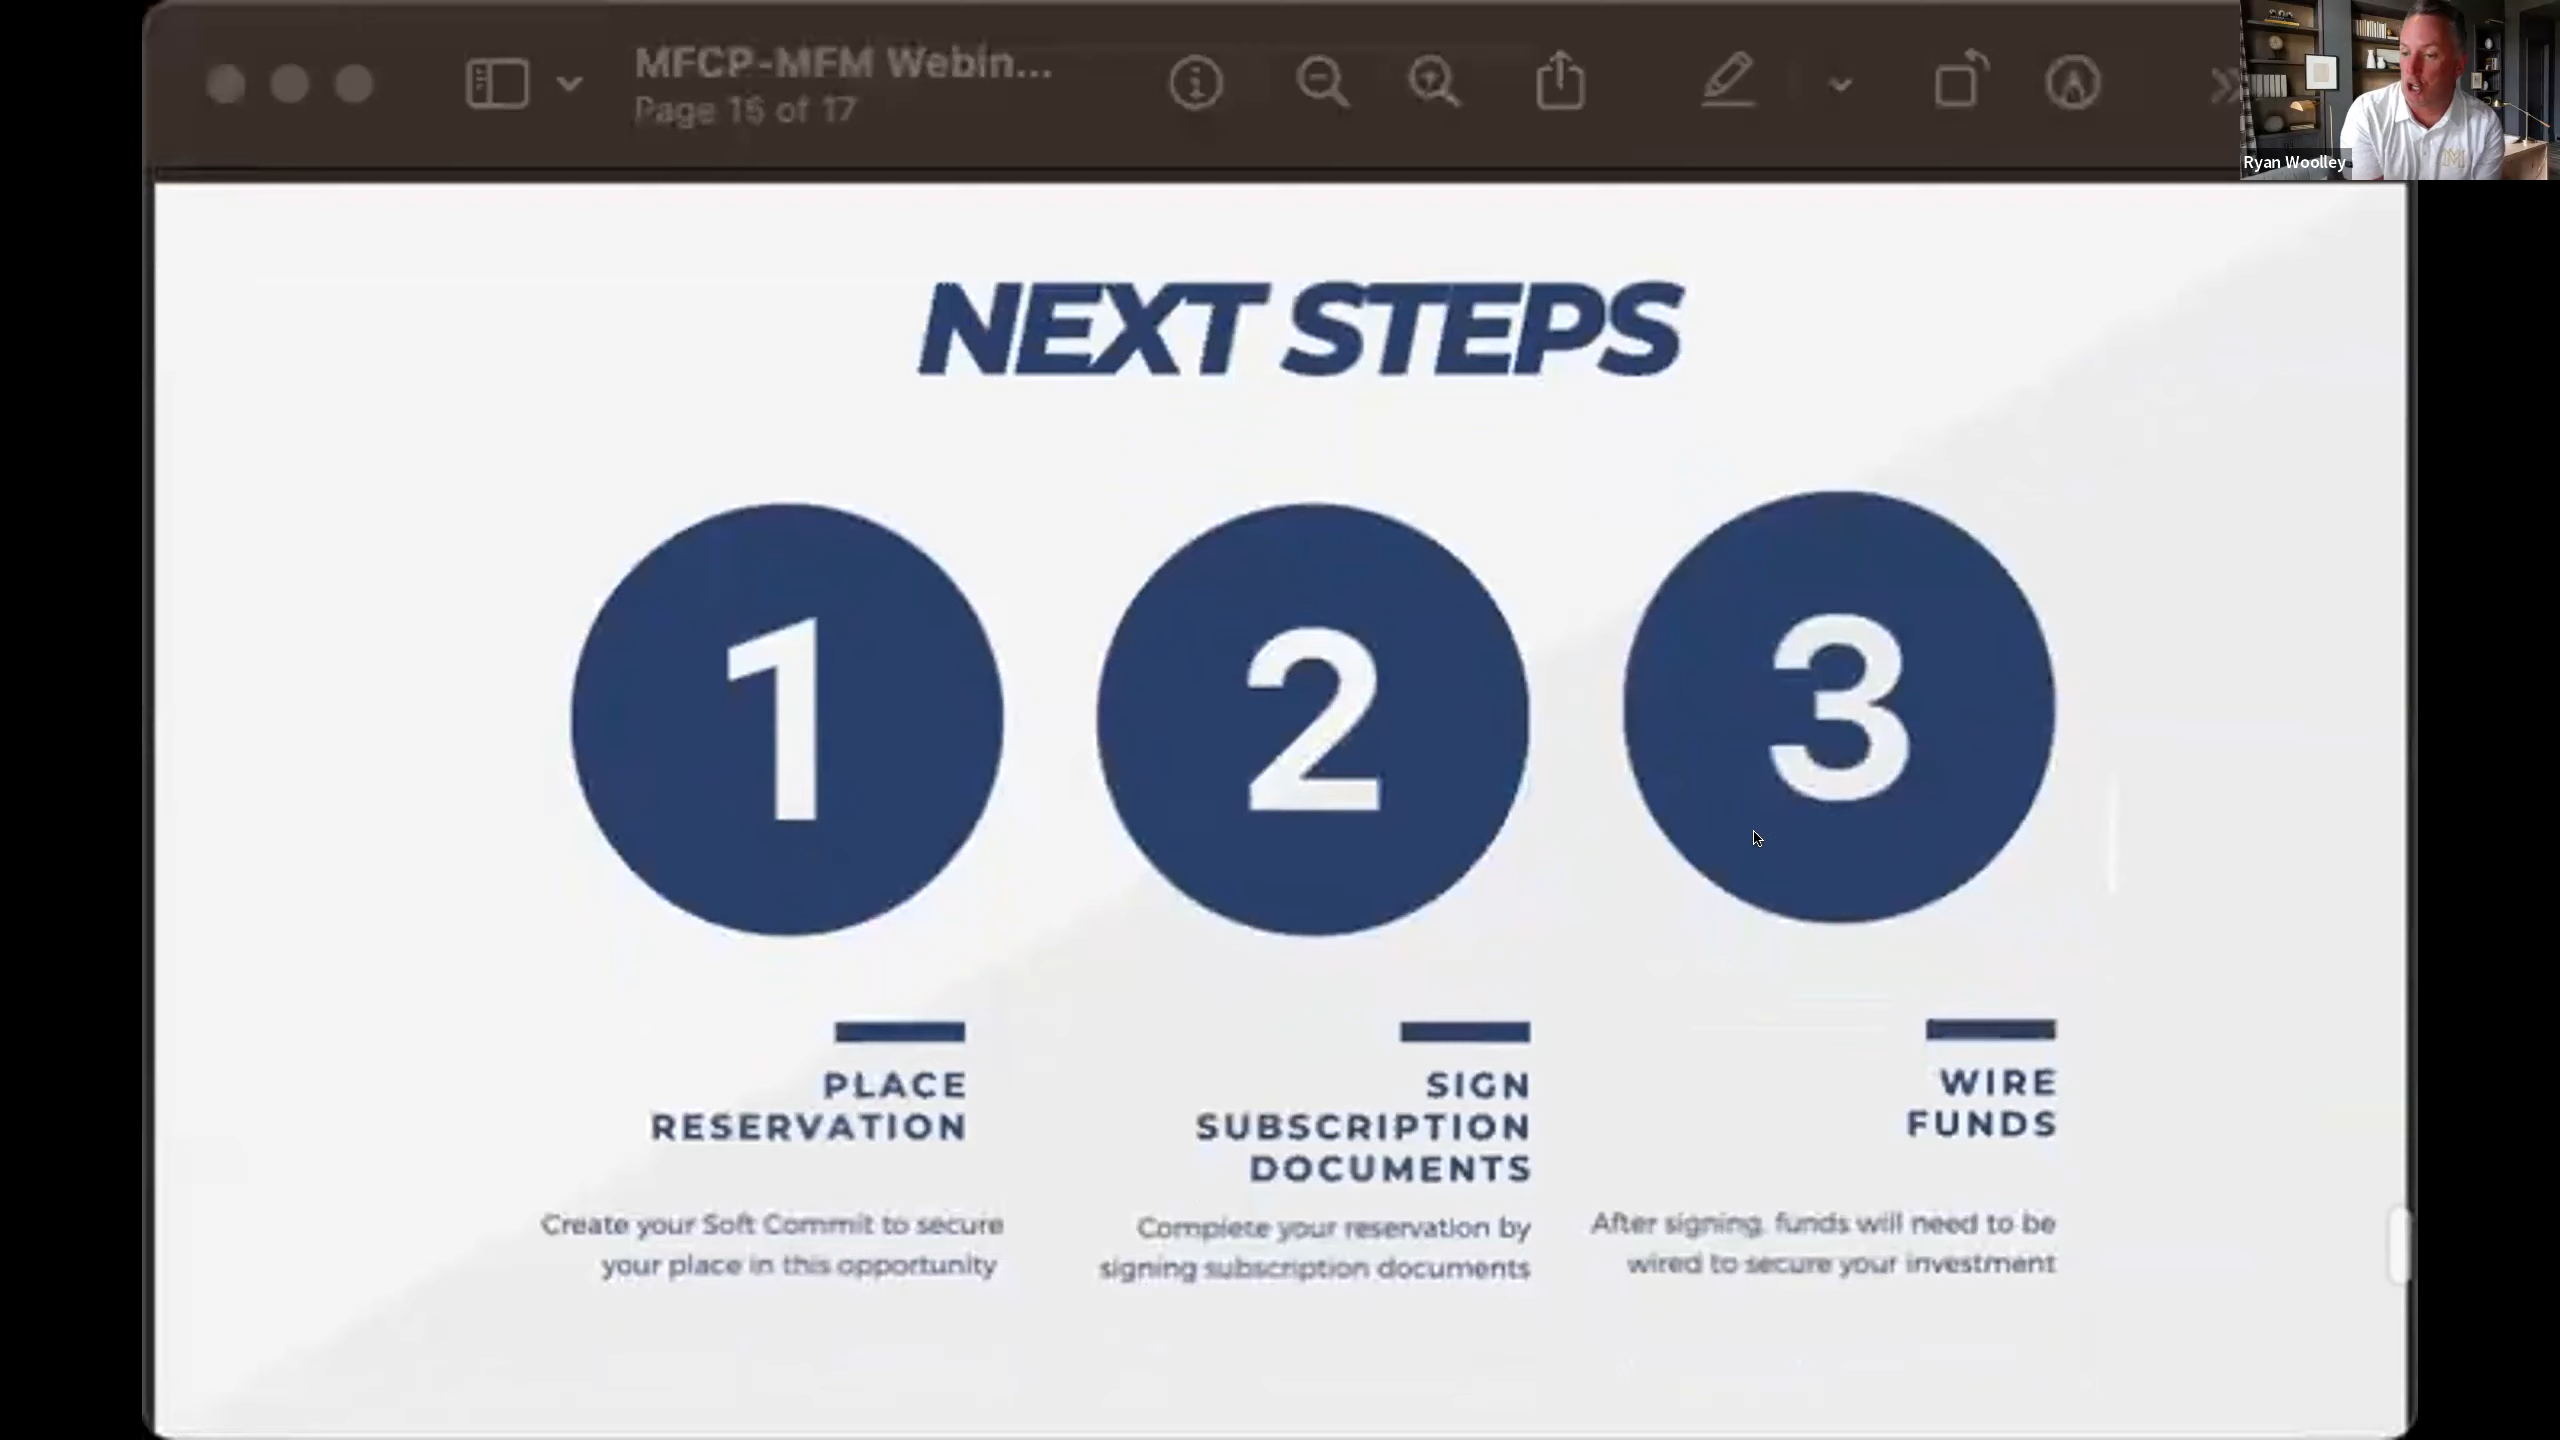 MFCP-MFM Webin...
Page 15 of 17
Ryan Woolley
NEXT STEPS
1
2
3
PLACE
RESERVATION
Create your Soft Commit to secure
your place in this opportunity
SIGN
SUBSCRIPTION
DOCUMENTS
Complete your reservation by
signing subscription documents
WIRE
FUNDS
After signing, funds will need to be
wired to secure your investment